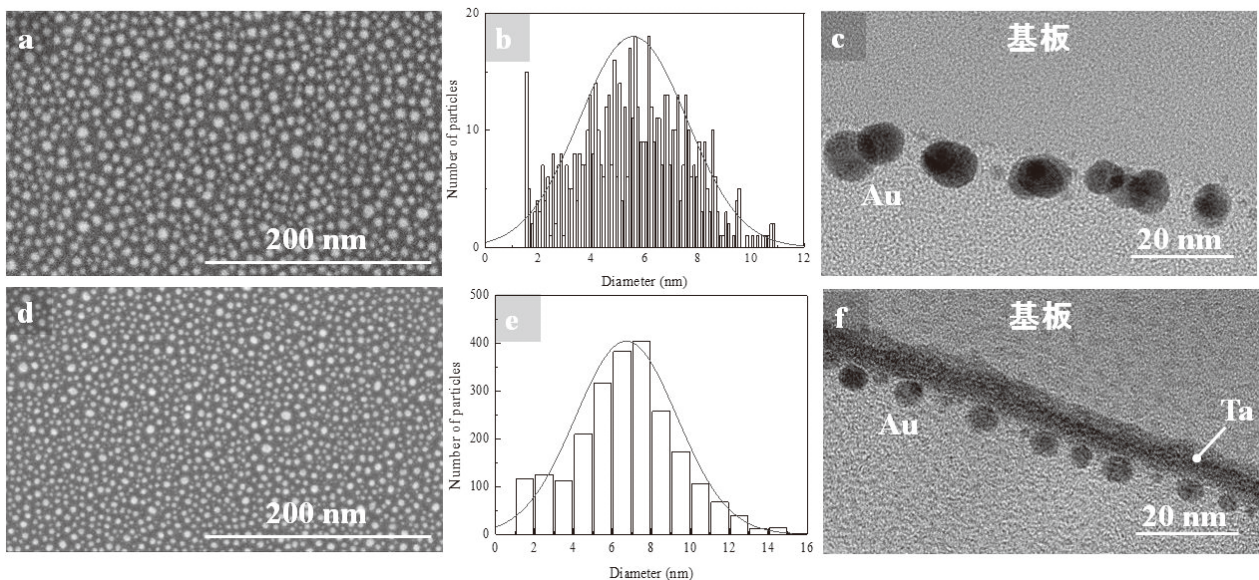 a
200 nm
b
Number of particles
20
10
0
0 2 4 6 8 10 12
Diameter (nm)
c
基板
Au
20 nm
d
200 nm
e
Number of particles
500
400
300
200
100
0
0 2 4 6 8 10 12 14 16
Diameter (nm)
f
基板
Au
Ta
20 nm